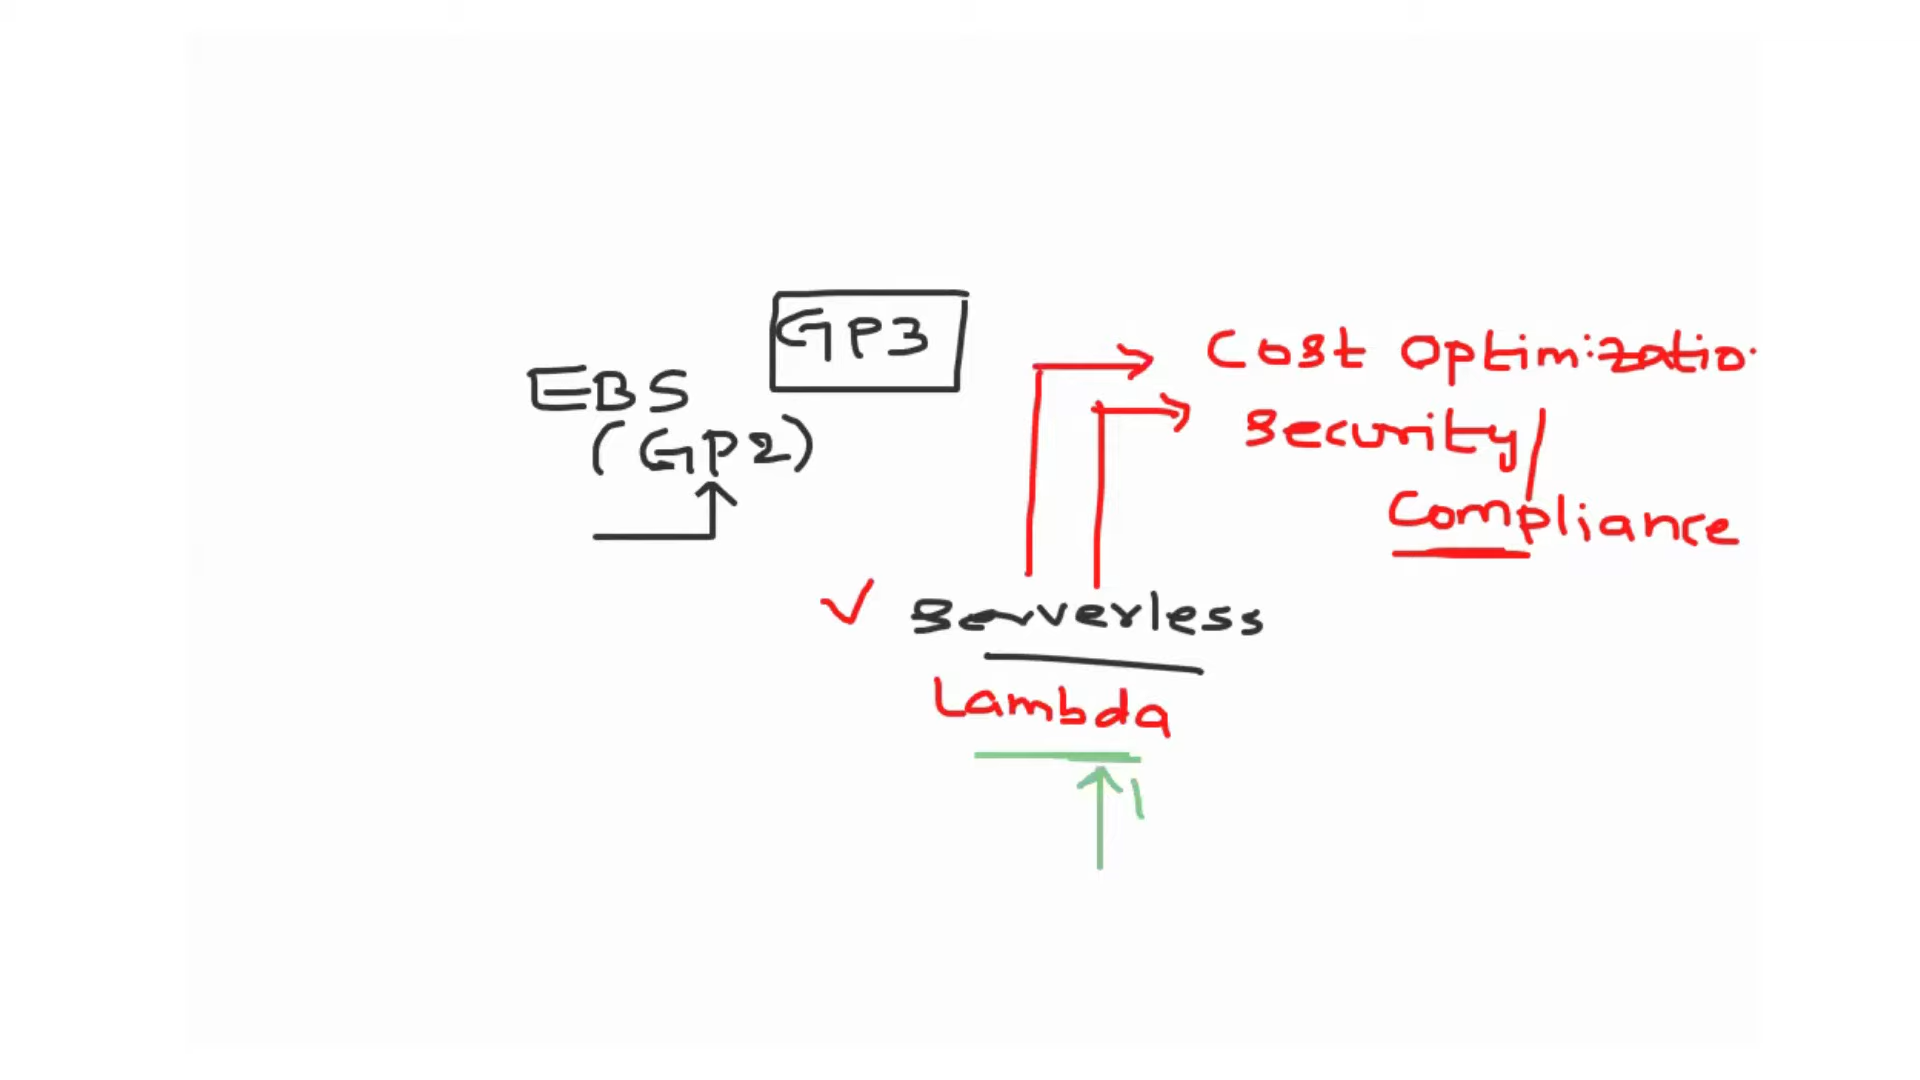 GP3
EBS
(GP2)
Cost Optimizatio
Security/
Compliance
Serverless
Lambda